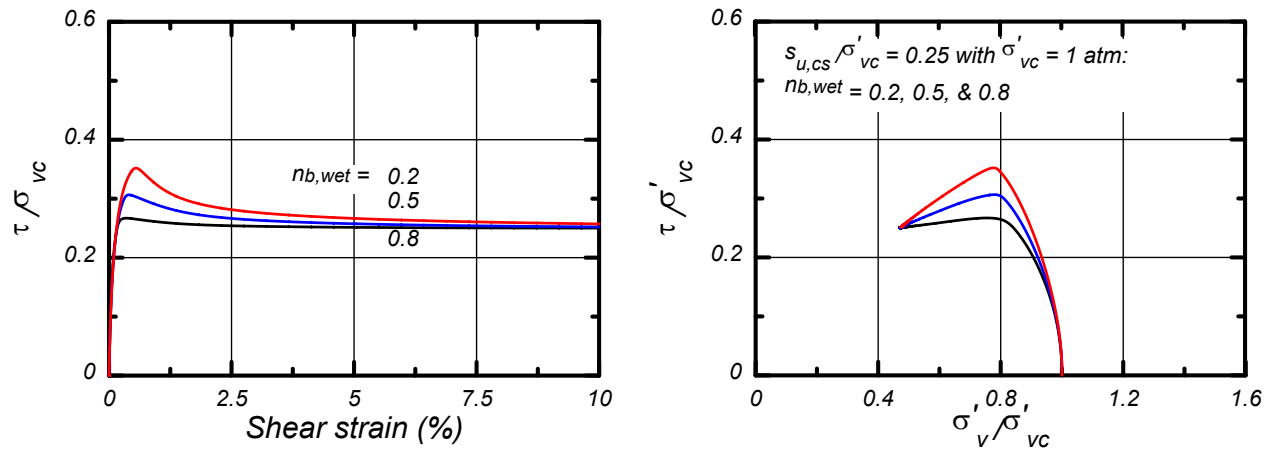 0.6
0.4
0.2
0
τ/σ'vc
nb,wet = 0.2
0.5
0.8
0 2.5 5 7.5 10
Shear strain (%)
0.6
0.4
0.2
0
τ/σ'vc
su,cs/σ'vc = 0.25 with σ'vc = 1 atm:
nb,wet = 0.2, 0.5, & 0.8
0 0.4 0.8 1.2 1.6
σ'v/σ'vc